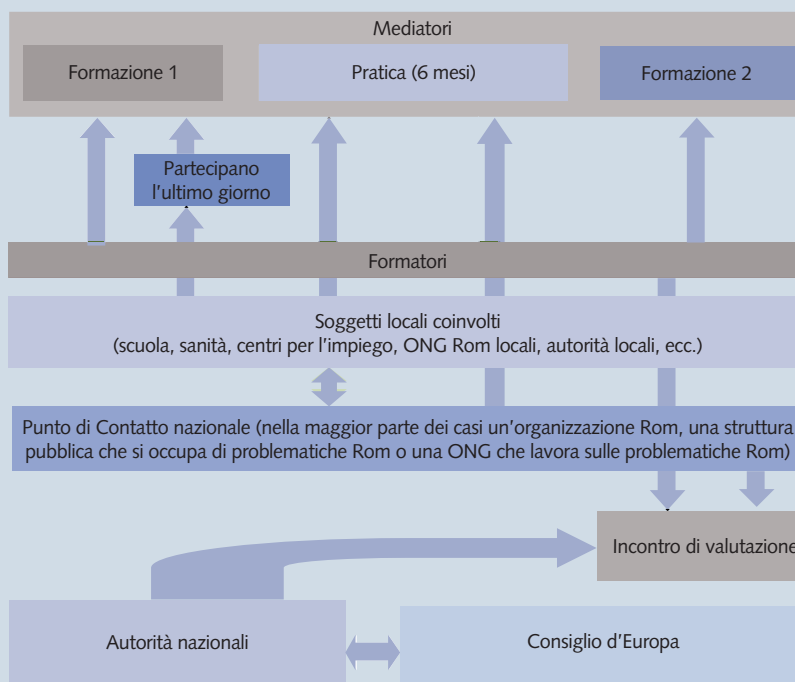 Mediatori
Formazione 1
Pratica (6 mesi)
Formazione 2
Partecipano
l'ultimo giorno
Formatori
Soggetti locali coinvolti
(scuola, sanità, centri per l'impiego, ONG Rom locali, autorità locali, ecc.)
Punto di Contatto nazionale (nella maggior parte dei casi un'organizzazione Rom, una struttura
pubblica che si occupa di problematiche Rom o una ONG che lavora sulle problematiche Rom)
Incontro di valutazione
Autorità nazionali
Consiglio d'Europa